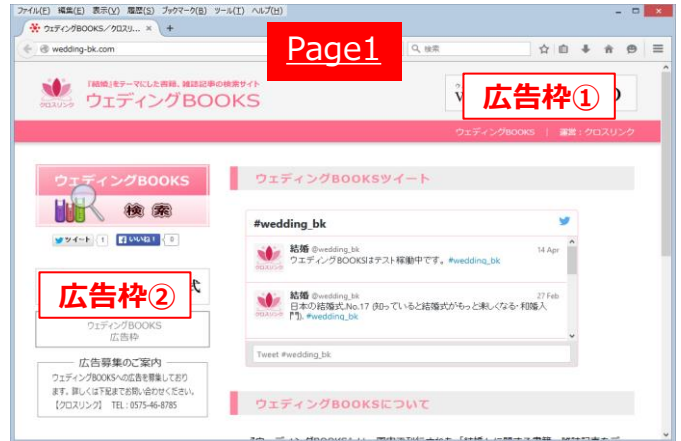 ファイル(F) 編集(E) 表示(V) 履歴(S) ブックマーク(B) ツール(T) ヘルプ(H)
ウェディングBOOKS／クロスリ... × +
wedding-bk.com
検索
Page1
『結婚』をテーマにした書籍、雑誌記事の検索サイト
ウェディングBOOKS
クロスリンク
広告枠①
ウェディングBOOKS | 運営：クロスリンク
ウェディングBOOKS
検索
ツイート 1 いいね！ 0
広告枠②
式
ウェディングBOOKS
広告枠
広告募集のご案内
ウェディングBOOKSへの広告を募集しており
ます。詳しくは下記までお問い合わせください。
【クロスリンク】 TEL：0575-46-8785
ウェディングBOOKSツイート
#wedding_bk
結婚 @wedding_bk 14 Apr
ウェディングBOOKSはテスト稼働中です。#wedding_bk
結婚 @wedding_bk 27 Feb
日本の結婚式.No.17 (知っていると結婚式がもっと楽しくなる・和婚入
門). #wedding_bk
Tweet #wedding_bk
ウェディングBOOKSについて